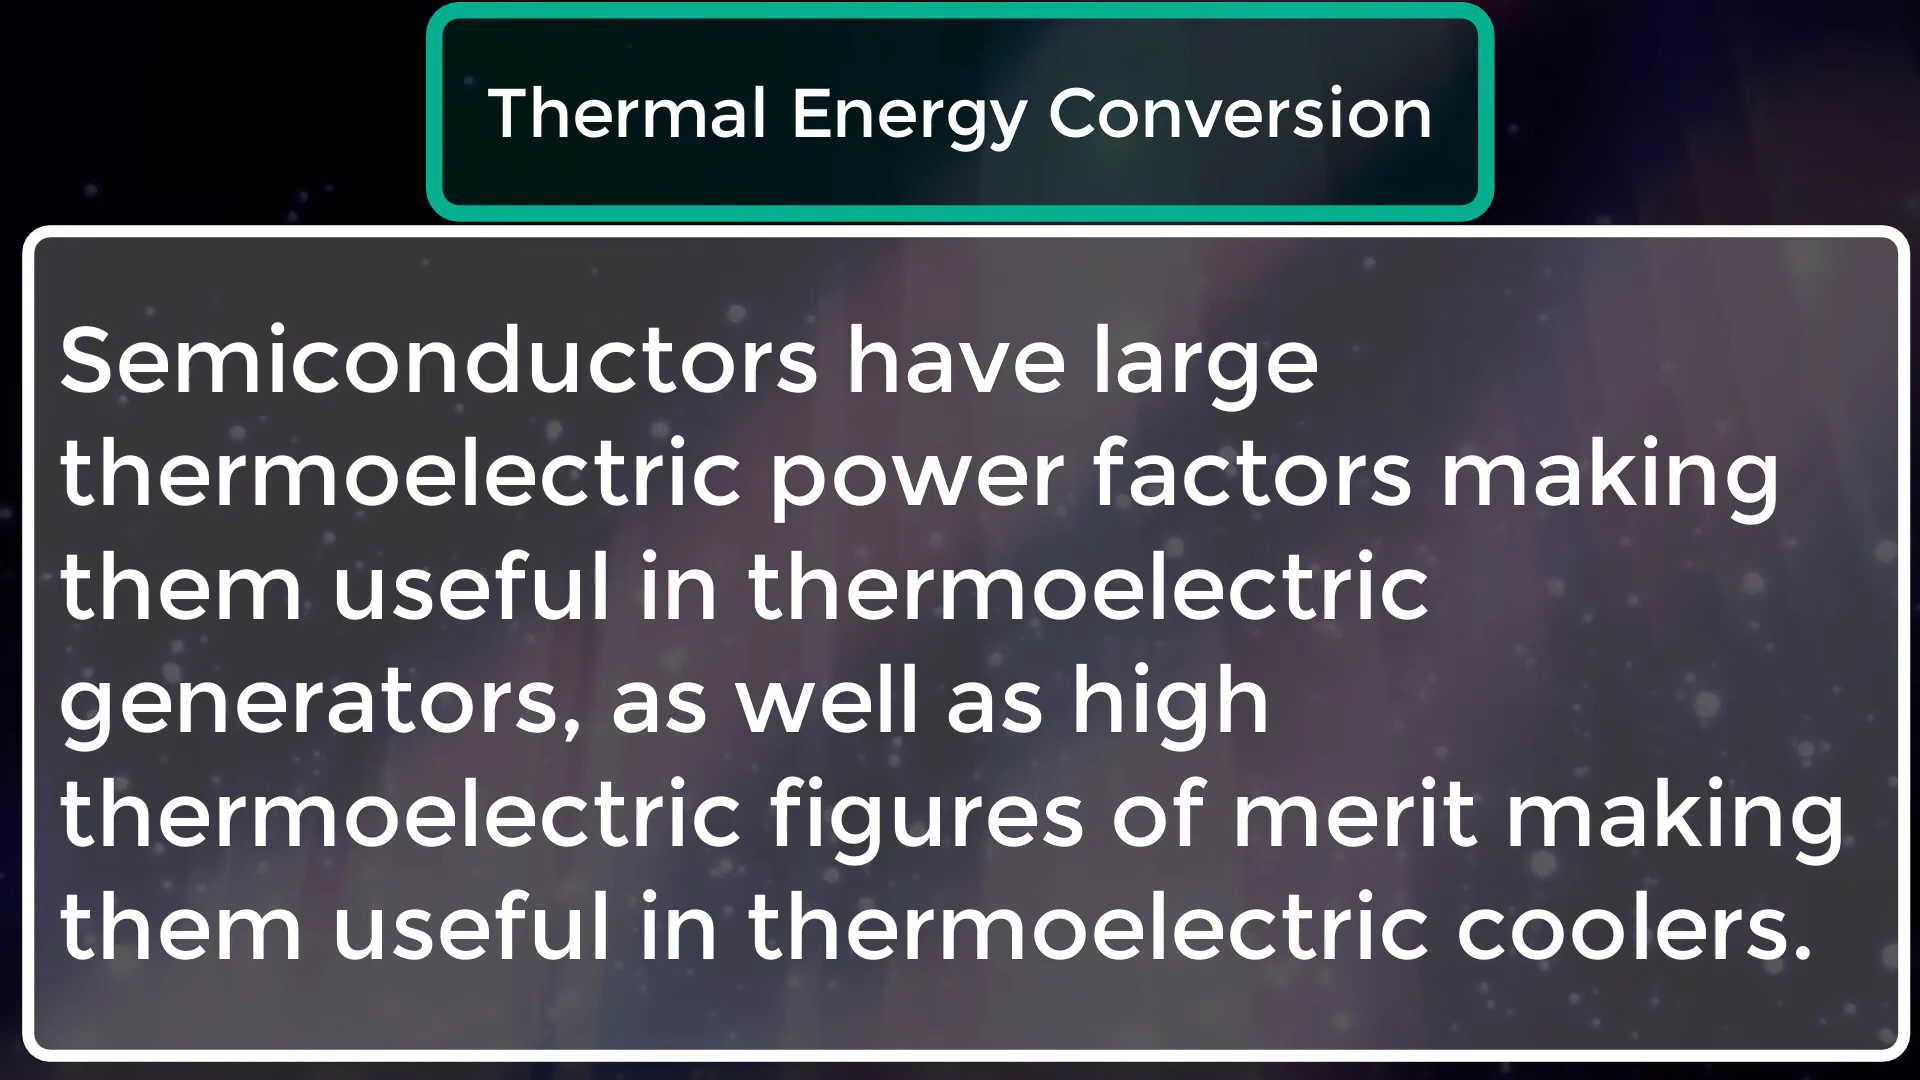 Thermal Energy Conversion
Semiconductors have large
thermoelectric power factors making
them useful in thermoelectric
generators, as well as high
thermoelectric figures of merit making
them useful in thermoelectric coolers.